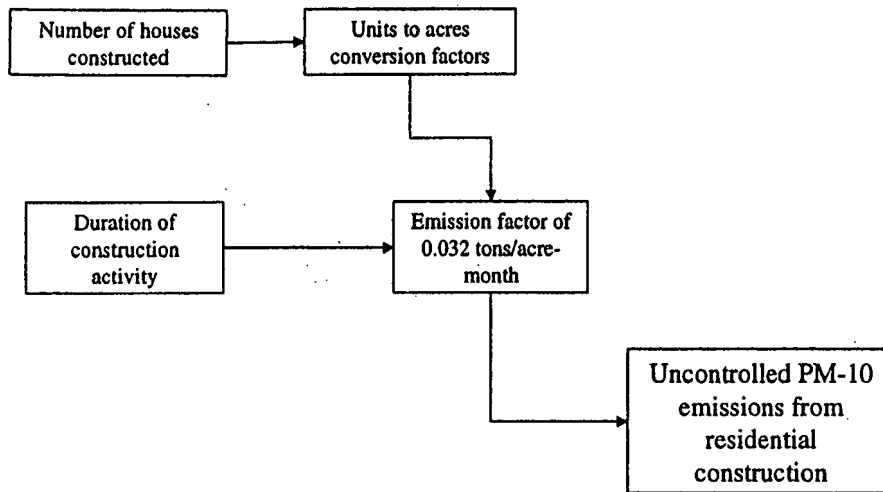 Number of houses
constructed
Units to acres
conversion factors
Duration of
construction
activity
Emission factor of
0.032 tons/acre-
month
Uncontrolled PM-10
emissions from
residential
construction